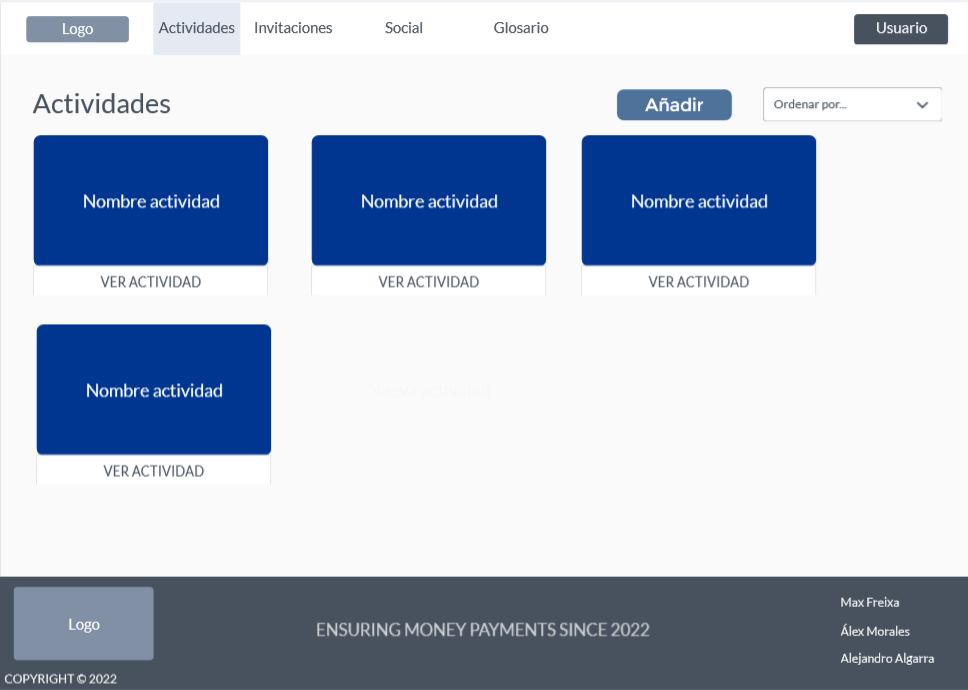 Logo
Actividades
Invitaciones
Social
Glosario
Usuario
Actividades
Añadir
Ordenar por...
Nombre actividad
Nombre actividad
Nombre actividad
VER ACTIVIDAD
VER ACTIVIDAD
VER ACTIVIDAD
Nombre actividad
VER ACTIVIDAD
Logo
ENSURING MONEY PAYMENTS SINCE 2022
Max Freixa
Álex Morales
Alejandro Algarra
COPYRIGHT © 2022